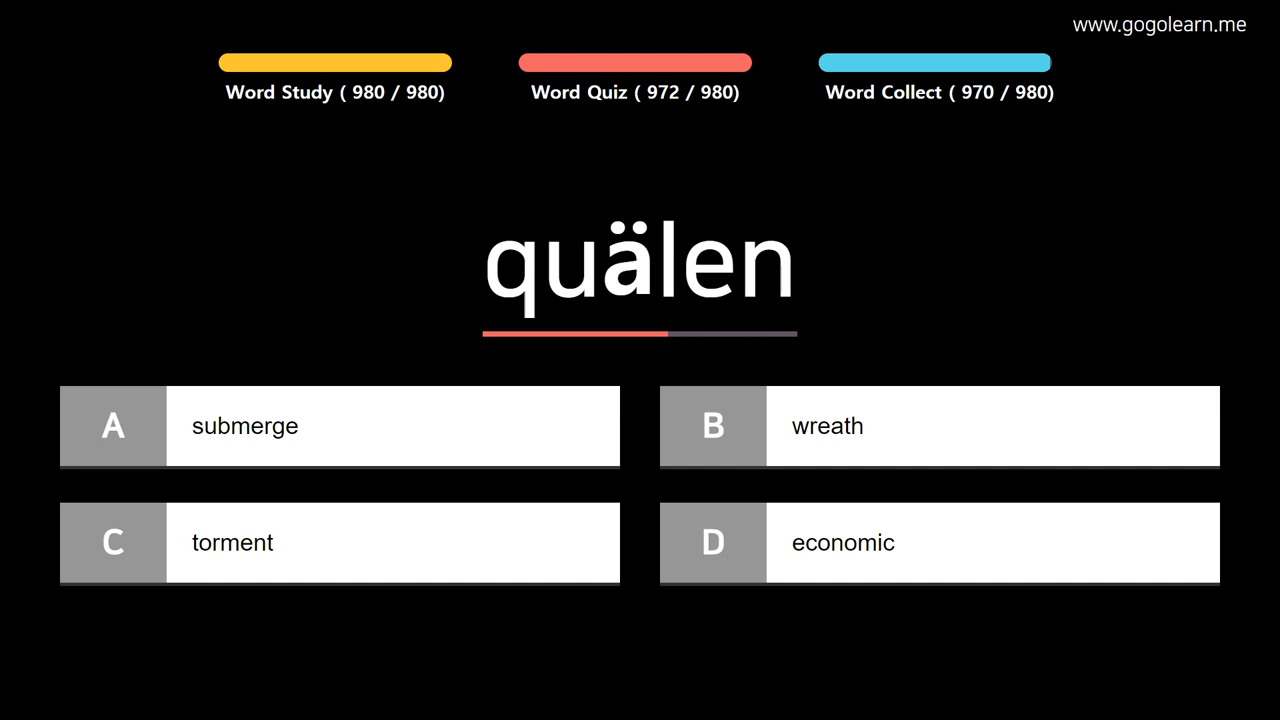 www.gogolearn.me
Word Study ( 980 / 980)
Word Quiz ( 972 / 980)
Word Collect ( 970 / 980)
quälen
A
submerge
B
wreath
C
torment
D
economic